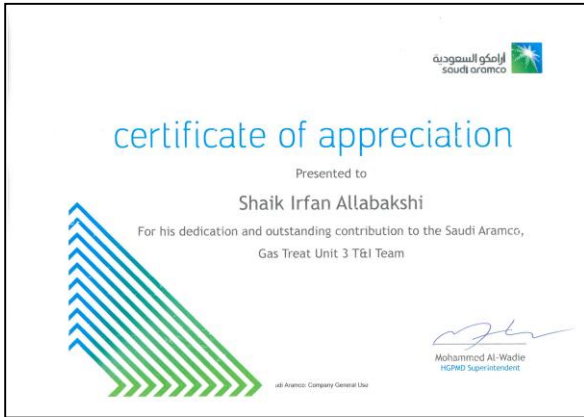 أرامكو السعودية
saudi aramco
certificate of appreciation
Presented to
Shaik Irfan Allabakshi
For his dedication and outstanding contribution to the Saudi Aramco,
Gas Treat Unit 3 T&I Team
Mohammed Al-Wadie
HGPMD Superintendent
udi Aramco: Company General Use